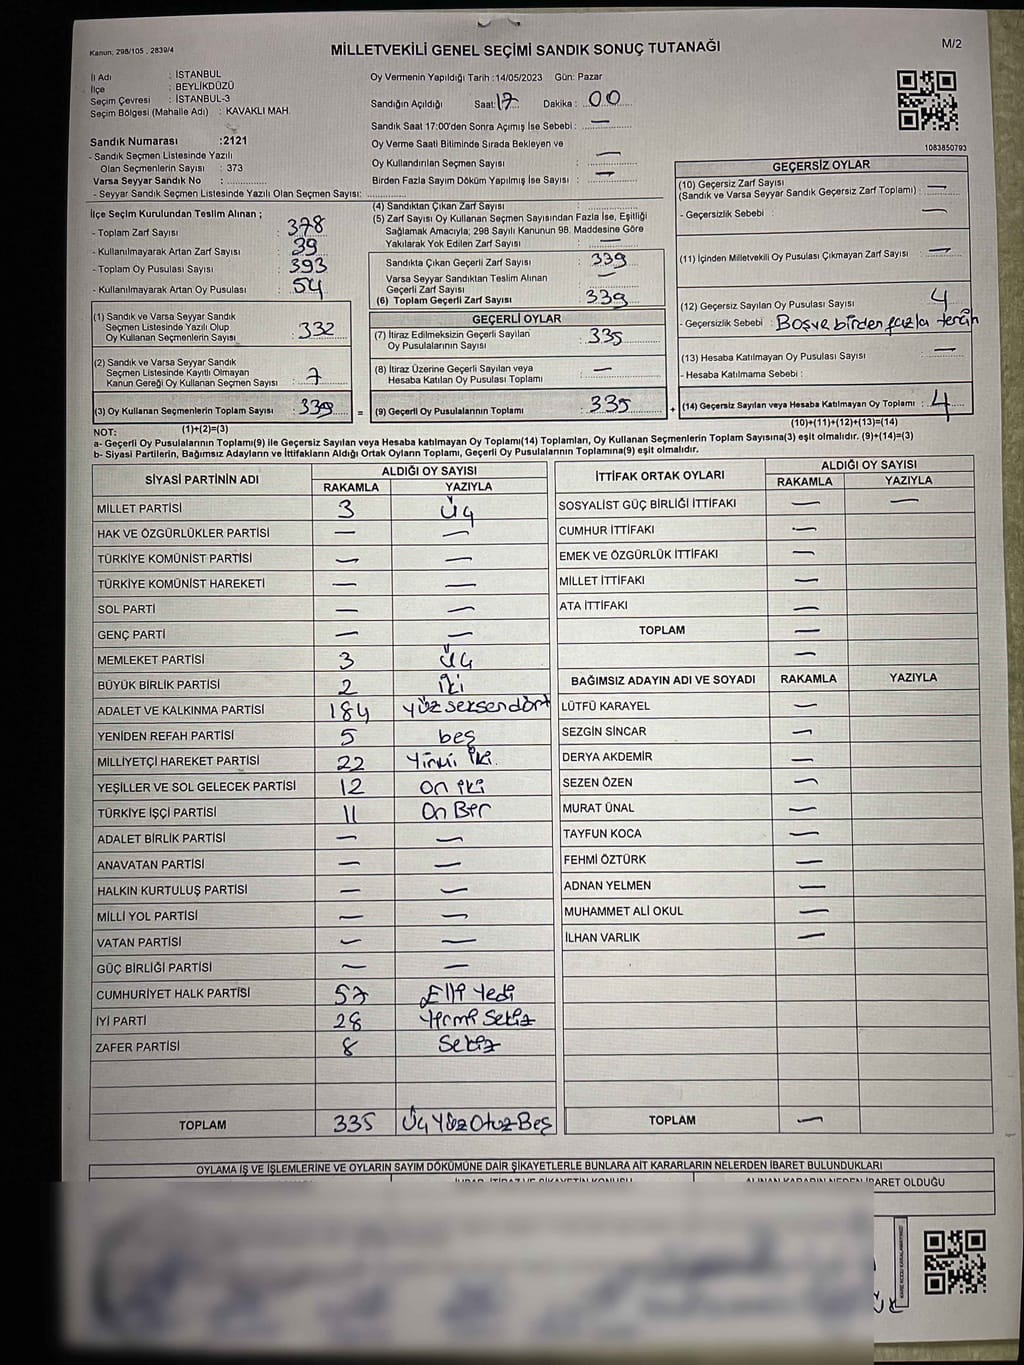 Kanun: 298/105 , 2839/4
MİLLETVEKİLİ GENEL SEÇİMİ SANDIK SONUÇ TUTANAĞI
M/2
İl Adı : İSTANBUL
İlçe : BEYLİKDÜZÜ
Seçim Çevresi : İSTANBUL-3
Seçim Bölgesi (Mahalle Adı) : KAVAKLI MAH.
Sandık Numarası :2121
- Sandık Seçmen Listesinde Yazılı
Olan Seçmenlerin Sayısı : 373
Varsa Seyyar Sandık No :
- Seyyar Sandık Seçmen Listesinde Yazılı Olan Seçmen Sayısı:
Oy Vermenin Yapıldığı Tarih :14/05/2023 Gün: Pazar
Sandığın Açıldığı Saat: 17 Dakika : 00
Sandık Saat 17:00'den Sonra Açılmış İse Sebebi : —
Oy Verme Saati Bitiminde Sırada Bekleyen ve
Oy Kullandırılan Seçmen Sayısı : —
Birden Fazla Sayım Döküm Yapılmış İse Sayısı : —
1083850793
İlçe Seçim Kurulundan Teslim Alınan ;
- Toplam Zarf Sayısı : 378
- Kullanılmayarak Artan Zarf Sayısı : 39
- Toplam Oy Pusulası Sayısı : 393
- Kullanılmayarak Artan Oy Pusulası : 54
(1) Sandık ve Varsa Seyyar Sandık
Seçmen Listesinde Yazılı Olup
Oy Kullanan Seçmenlerin Sayısı : 332
(2) Sandık ve Varsa Seyyar Sandık
Seçmen Listesinde Kayıtlı Olmayan
Kanun Gereği Oy Kullanan Seçmen Sayısı : 7
(3) Oy Kullanan Seçmenlerin Toplam Sayısı : 339
(1)+(2)=(3)
(4) Sandıktan Çıkan Zarf Sayısı :
(5) Zarf Sayısı Oy Kullanan Seçmen Sayısından Fazla İse, Eşitliği
Sağlamak Amacıyla; 298 Sayılı Kanunun 98. Maddesine Göre
Yakılarak Yok Edilen Zarf Sayısı : —
Sandıkta Çıkan Geçerli Zarf Sayısı : 339
Varsa Seyyar Sandıktan Teslim Alınan
Geçerli Zarf Sayısı : —
(6) Toplam Geçerli Zarf Sayısı : 339
GEÇERLİ OYLAR
(7) İtiraz Edilmeksizin Geçerli Sayılan
Oy Pusulalarının Sayısı : 335
(8) İtiraz Üzerine Geçerli Sayılan veya
Hesaba Katılan Oy Pusulası Toplamı : —
= (9) Geçerli Oy Pusulalarının Toplamı : 335 +
GEÇERSİZ OYLAR
(10) Geçersiz Zarf Sayısı
(Sandık ve Varsa Seyyar Sandık Geçersiz Zarf Toplamı) : —
- Geçersizlik Sebebi : —
(11) İçinden Milletvekili Oy Pusulası Çıkmayan Zarf Sayısı : —
(12) Geçersiz Sayılan Oy Pusulası Sayısı : 4
- Geçersizlik Sebebi : Boş ve birden fazla tercih
(13) Hesaba Katılmayan Oy Pusulası Sayısı : —
- Hesaba Katılmama Sebebi :
(14) Geçersiz Sayılan veya Hesaba Katılmayan Oy Toplamı : 4
(10)+(11)+(12)+(13)=(14)
NOT:
a- Geçerli Oy Pusulalarının Toplamı(9) ile Geçersiz Sayılan veya Hesaba katılmayan Oy Toplamı(14) Toplamları, Oy Kullanan Seçmenlerin Toplam Sayısına(3) eşit olmalıdır. (9)+(14)=(3)
b- Siyasi Partilerin, Bağımsız Adayların ve İttifakların Aldığı Ortak Oyların Toplamı, Geçerli Oy Pusulalarının Toplamına(9) eşit olmalıdır.
SİYASİ PARTİNİN ADI ALDIĞI OY SAYISI
RAKAMLA YAZIYLA
MİLLET PARTİSİ 3 Üç
HAK VE ÖZGÜRLÜKLER PARTİSİ — —
TÜRKİYE KOMÜNİST PARTİSİ — —
TÜRKİYE KOMÜNİST HAREKETİ — —
SOL PARTİ — —
GENÇ PARTİ — —
MEMLEKET PARTİSİ 3 Üç
BÜYÜK BİRLİK PARTİSİ 2 iki
ADALET VE KALKINMA PARTİSİ 184 yüz seksendört
YENİDEN REFAH PARTİSİ 5 beş
MİLLİYETÇİ HAREKET PARTİSİ 22 Yirmi iki
YEŞİLLER VE SOL GELECEK PARTİSİ 12 on iki
TÜRKİYE İŞÇİ PARTİSİ 11 On Bir
ADALET BİRLİK PARTİSİ — —
ANAVATAN PARTİSİ — —
HALKIN KURTULUŞ PARTİSİ — —
MİLLİ YOL PARTİSİ — —
VATAN PARTİSİ — —
GÜÇ BİRLİĞİ PARTİSİ — —
CUMHURİYET HALK PARTİSİ 57 Elli Yedi
İYİ PARTİ 28 Yirmi Sekiz
ZAFER PARTİSİ 8 Sekiz
TOPLAM 335 Üç Yüz Otuz Beş
İTTİFAK ORTAK OYLARI ALDIĞI OY SAYISI
RAKAMLA YAZIYLA
SOSYALİST GÜÇ BİRLİĞİ İTTİFAKI — —
CUMHUR İTTİFAKI —
EMEK VE ÖZGÜRLÜK İTTİFAKI —
MİLLET İTTİFAKI —
ATA İTTİFAKI —
TOPLAM —
—
BAĞIMSIZ ADAYIN ADI VE SOYADI RAKAMLA YAZIYLA
LÜTFÜ KARAYEL —
SEZGİN SİNCAR —
DERYA AKDEMİR —
SEZEN ÖZEN —
MURAT ÜNAL —
TAYFUN KOCA —
FEHMİ ÖZTÜRK —
ADNAN YELMEN —
MUHAMMET ALİ OKUL —
İLHAN VARLIK —
TOPLAM —
OYLAMA İŞ VE İŞLEMLERİNE VE OYLARIN SAYIM DÖKÜMÜNE DAİR ŞİKAYETLERLE BUNLARA AİT KARARLARIN NELERDEN İBARET BULUNDUKLARI
İHBAR, İTİRAZ VE ŞİKAYETİN KONUSU ALINAN KARARIN NEDEN İBARET OLDUĞU